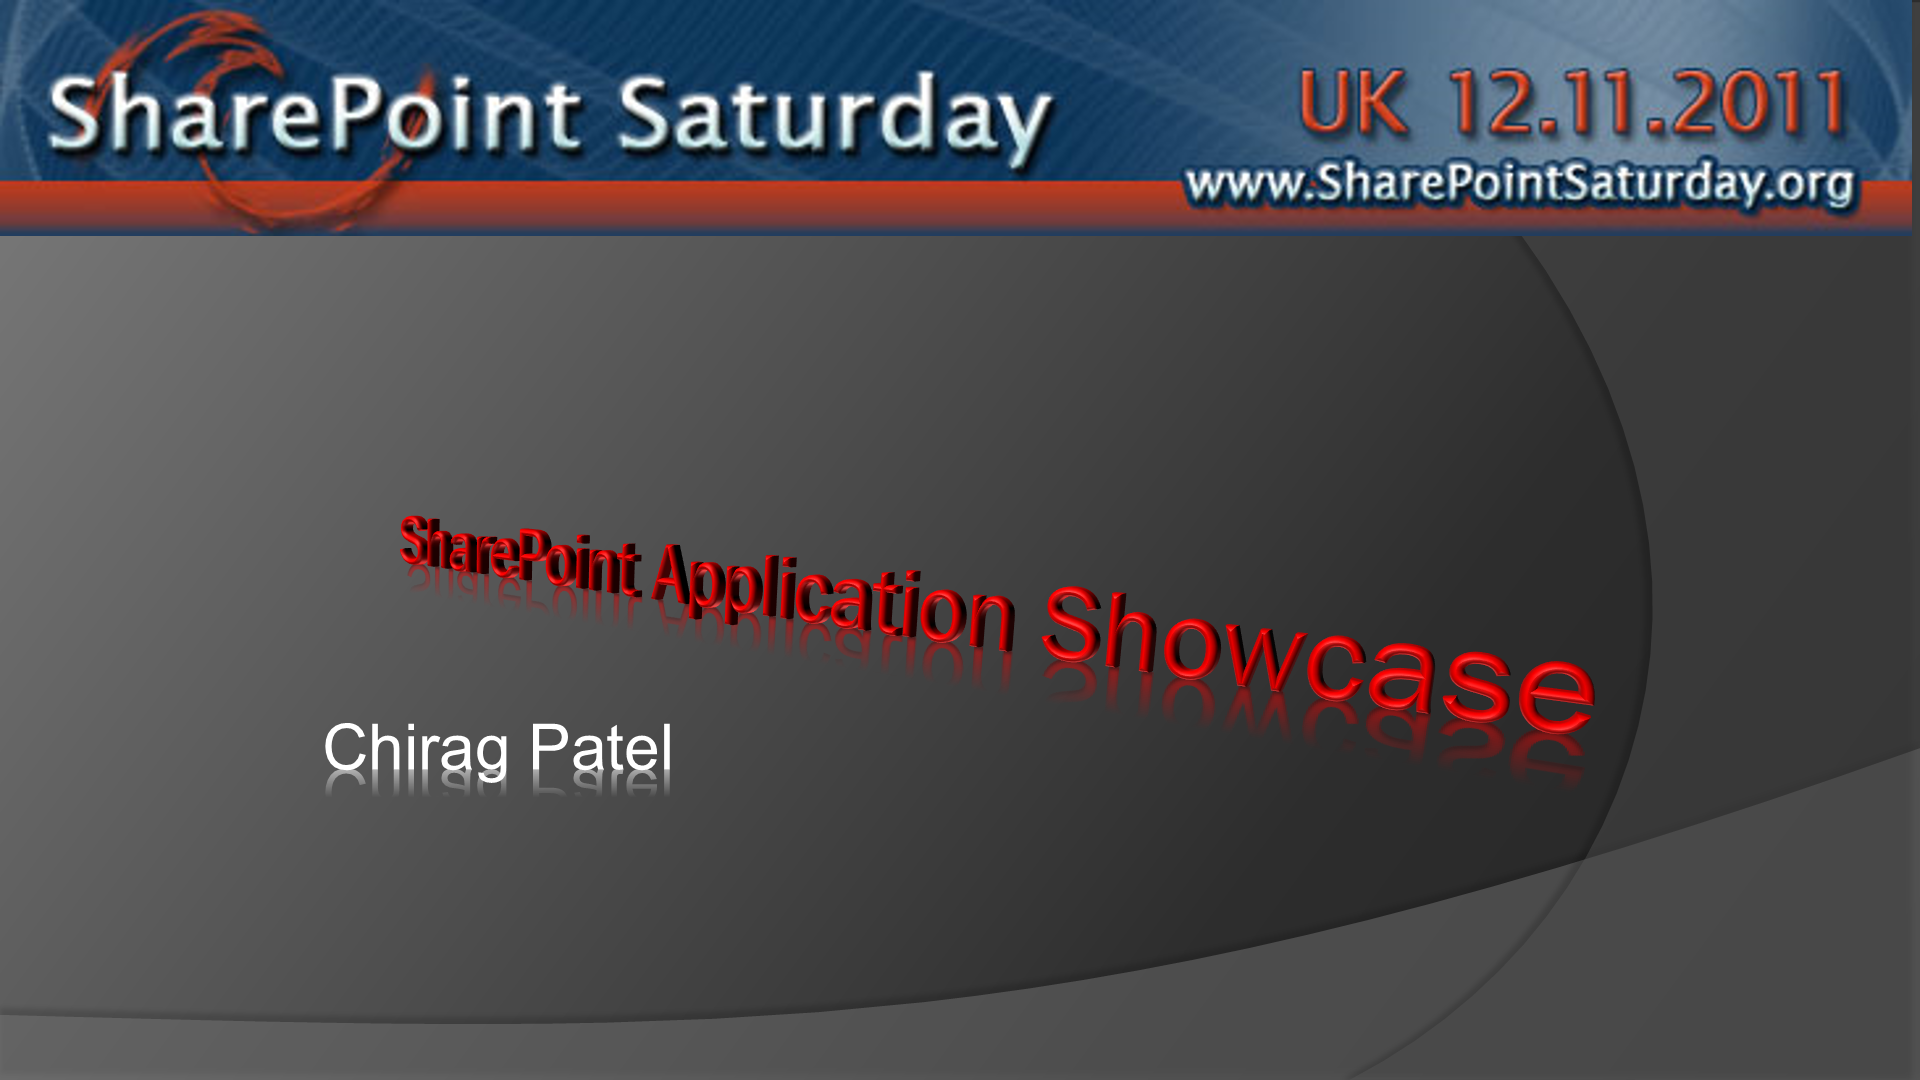 SharePoint Saturday
UK 12.11.2011
www.SharePointSaturday.org
SharePoint Application Showcase
Chirag Patel